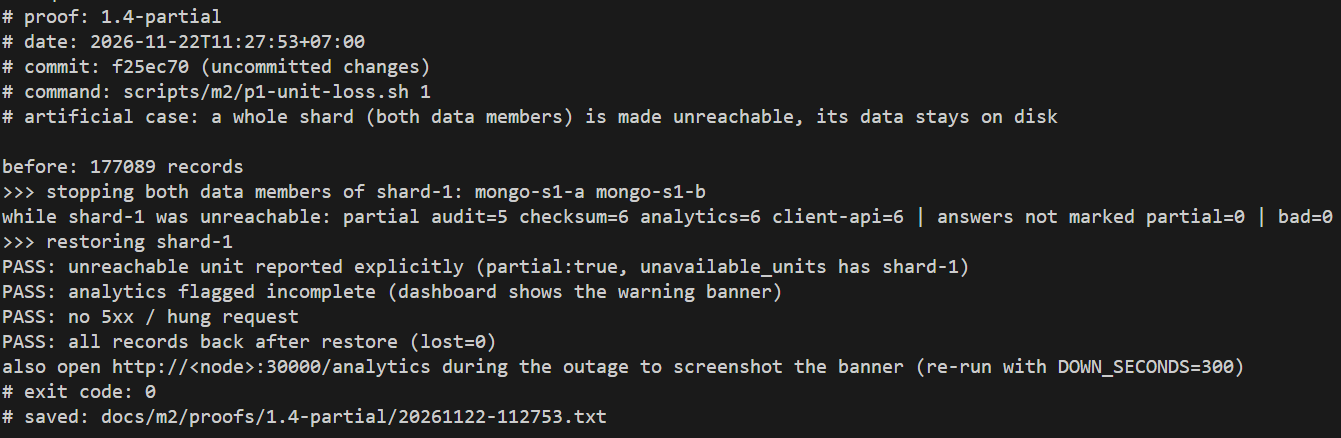 # proof: 1.4-partial
# date: 2026-11-22T11:27:53+07:00
# commit: f25ec70 (uncommitted changes)
# command: scripts/m2/p1-unit-loss.sh 1
# artificial case: a whole shard (both data members) is made unreachable, its data stays on disk
before: 177089 records
>>> stopping both data members of shard-1: mongo-s1-a mongo-s1-b
while shard-1 was unreachable: partial audit=5 checksum=6 analytics=6 client-api=6 | answers not marked partial=0 | bad=0
>>> restoring shard-1
PASS: unreachable unit reported explicitly (partial:true, unavailable_units has shard-1)
PASS: analytics flagged incomplete (dashboard shows the warning banner)
PASS: no 5xx / hung request
PASS: all records back after restore (lost=0)
also open http://<node>:30000/analytics during the outage to screenshot the banner (re-run with DOWN_SECONDS=300)
# exit code: 0
# saved: docs/m2/proofs/1.4-partial/20261122-112753.txt